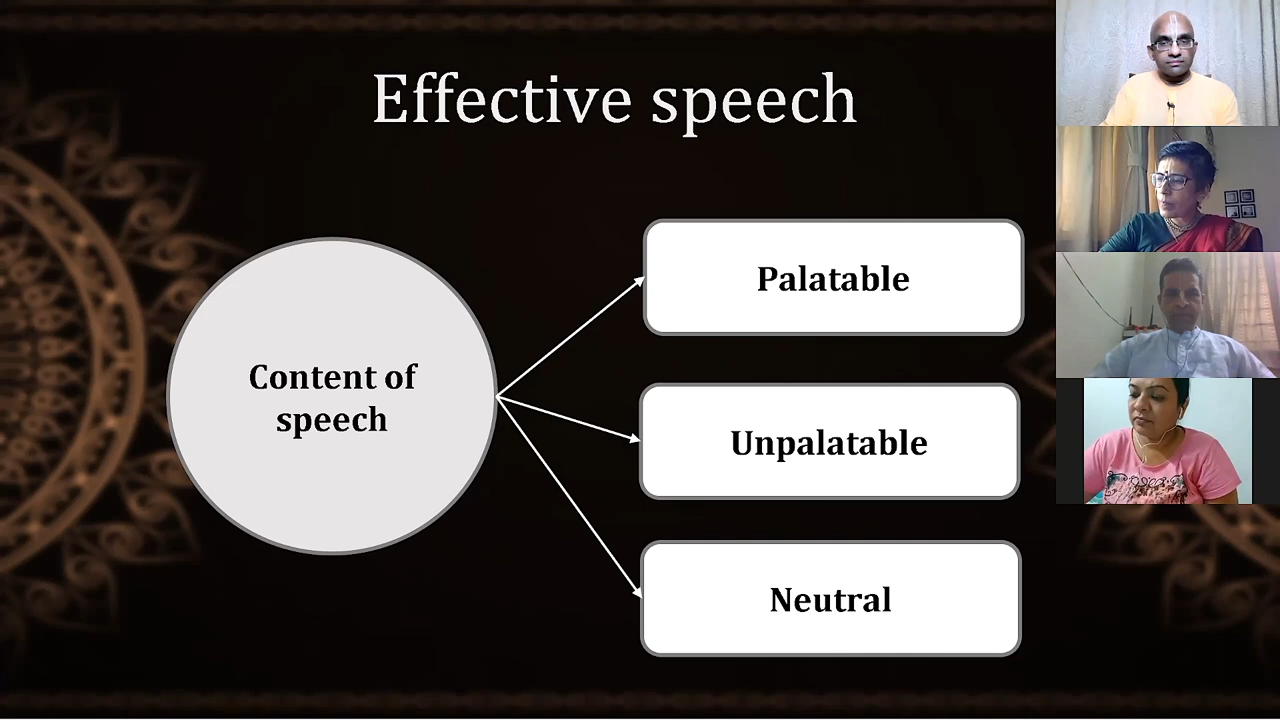 Effective speech
Content of
speech
Palatable
Unpalatable
Neutral